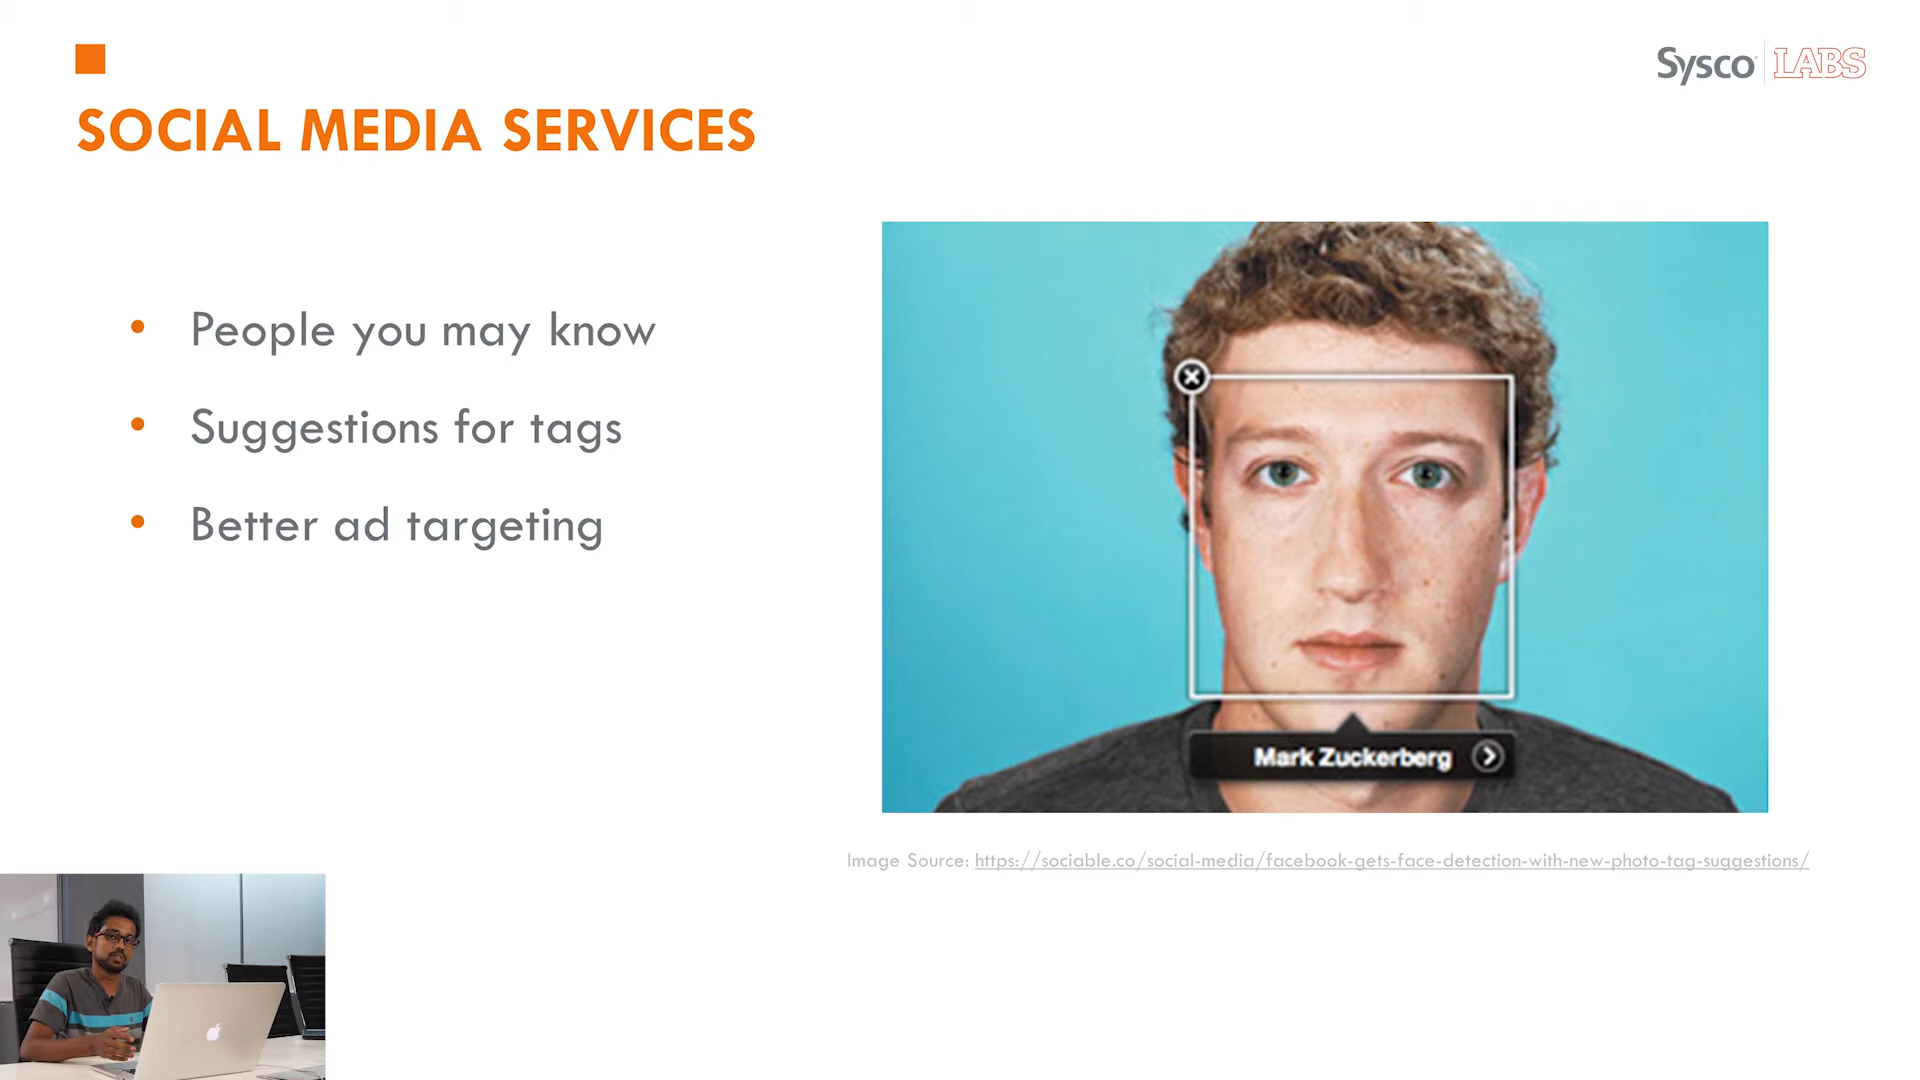 Sysco LABS
SOCIAL MEDIA SERVICES
• People you may know
• Suggestions for tags
• Better ad targeting
Mark Zuckerberg
Image Source: https://sociable.co/social-media/facebook-gets-face-detection-with-new-photo-tag-suggestions/